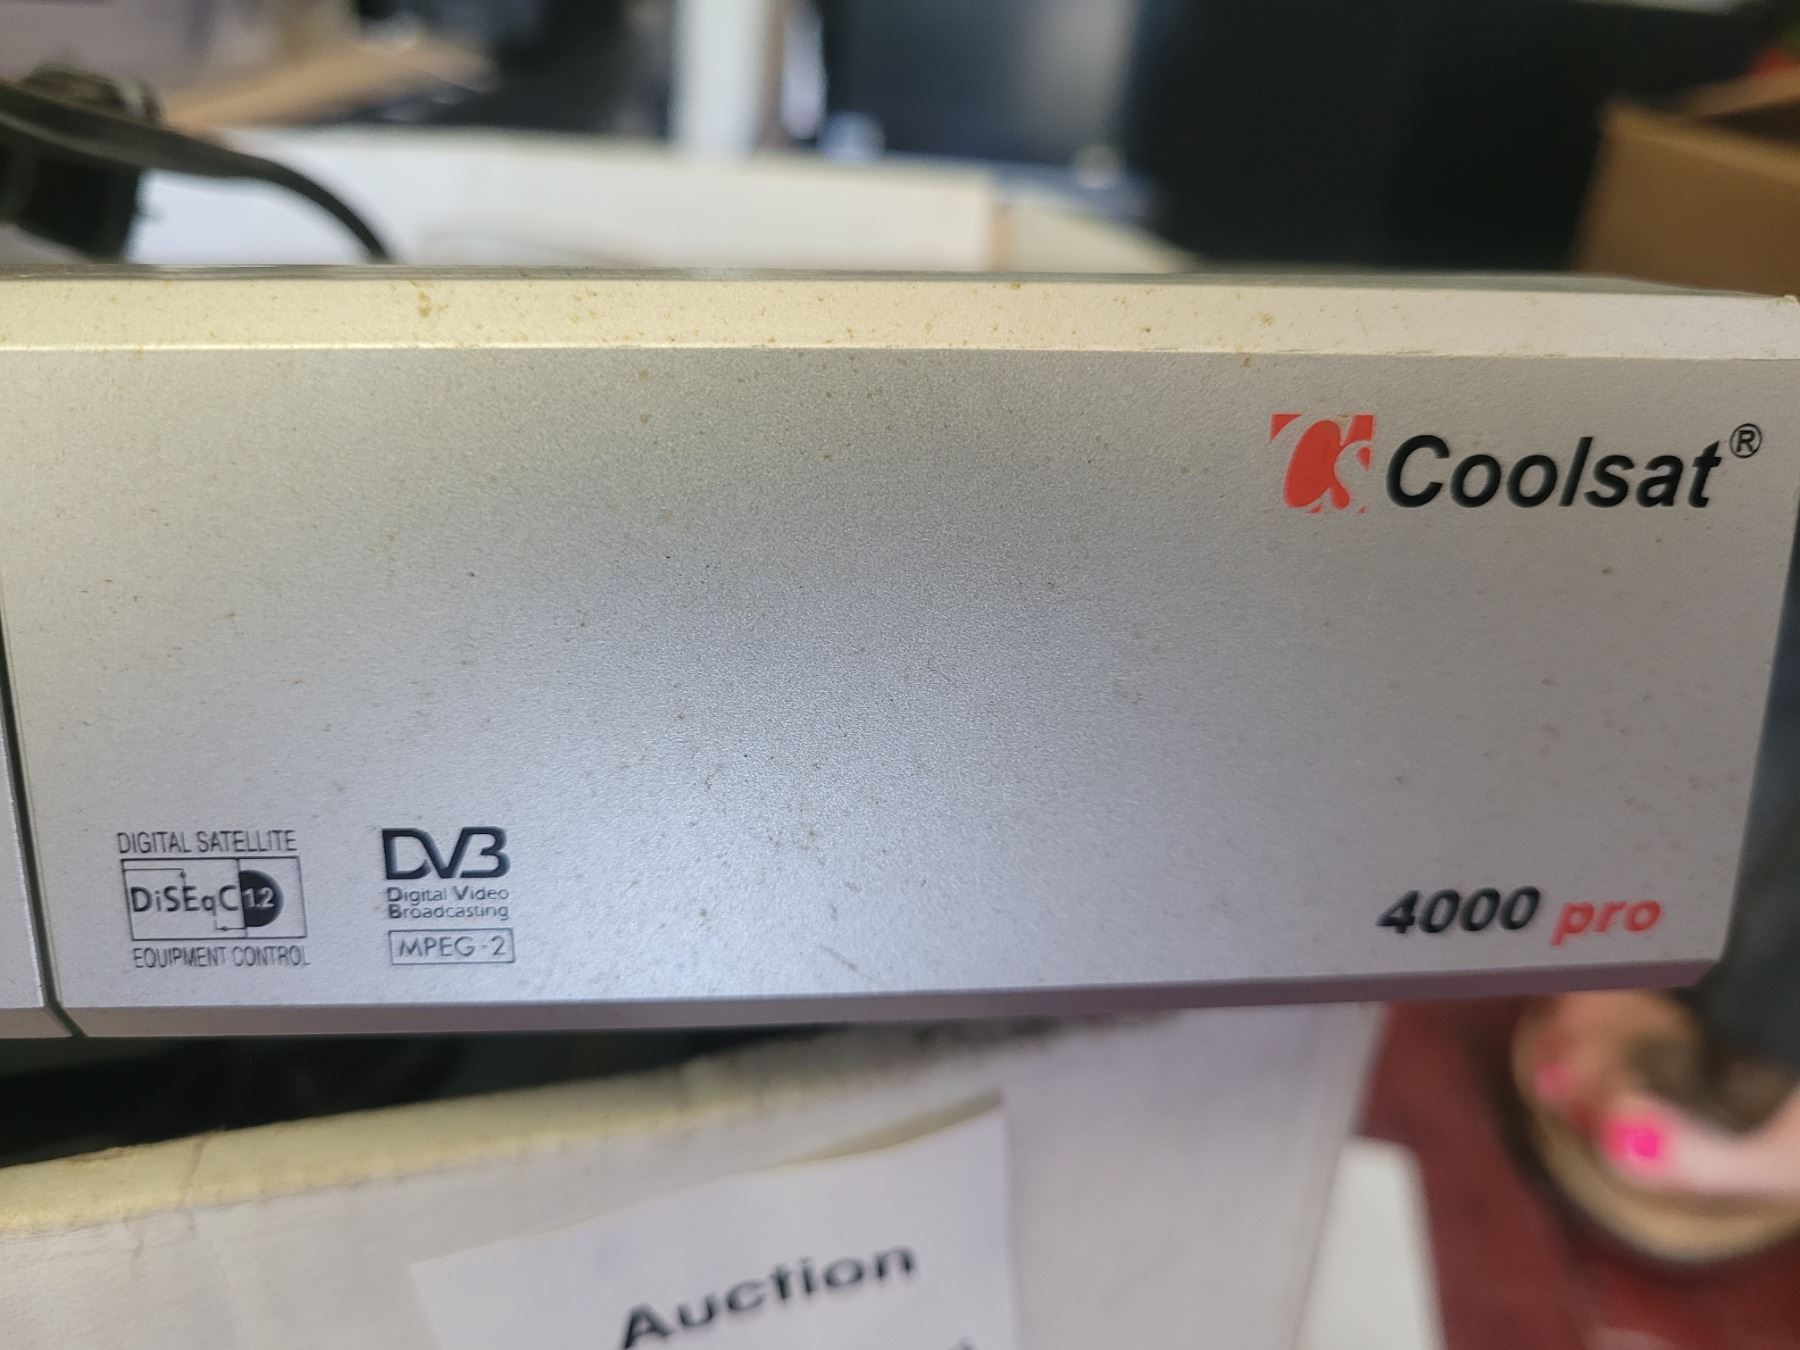 Coolsat®
DIGITAL SATELLITE
DiSEqC 1.2
EQUIPMENT CONTROL
DVB
Digital Video
Broadcasting
MPEG-2
4000 pro
Auction